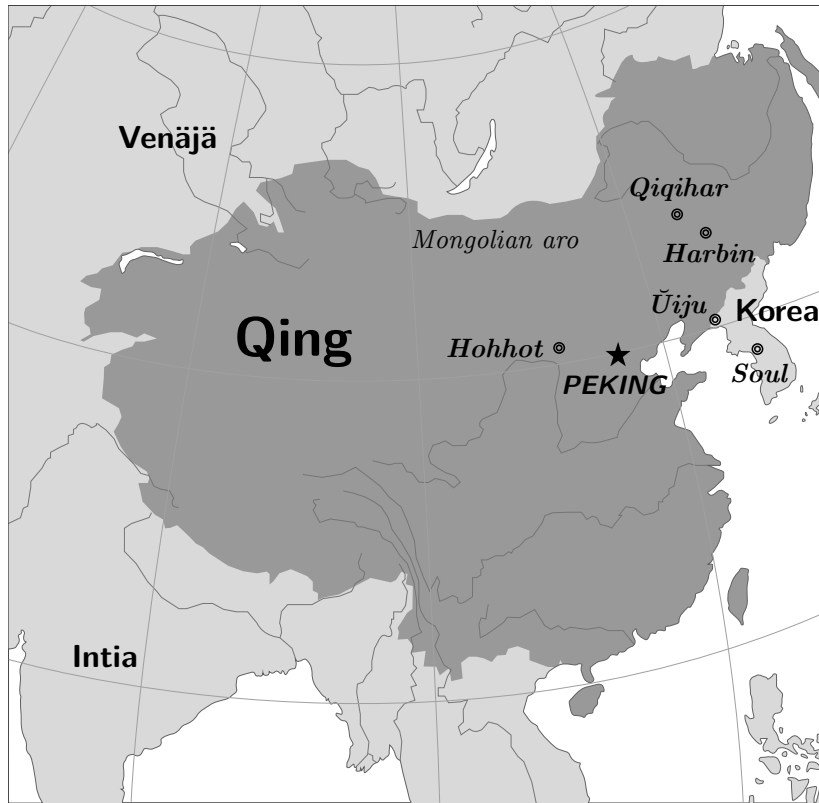 Venäjä
Qiqihar
Mongolian aro
Harbin
Ŭiju
Korea
Qing
Hohhot
Soul
PEKING
Intia